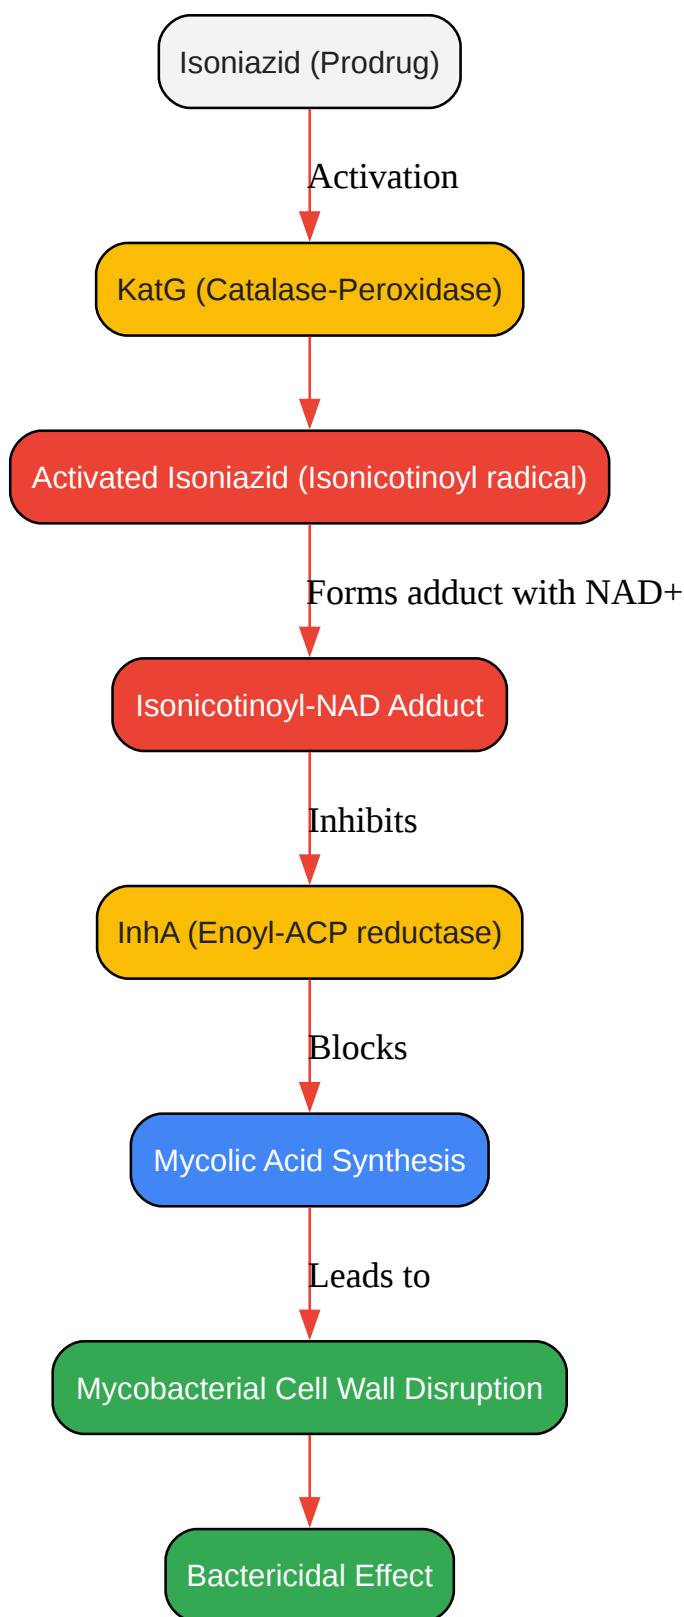 Isoniazid (Prodrug)
Activation
KatG (Catalase-Peroxidase)
Activated Isoniazid (Isonicotinoyl radical)
Forms adduct with NAD+
Isonicotinoyl-NAD Adduct
Inhibits
InhA (Enoyl-ACP reductase)
Blocks
Mycolic Acid Synthesis
Leads to
Mycobacterial Cell Wall Disruption
Bactericidal Effect